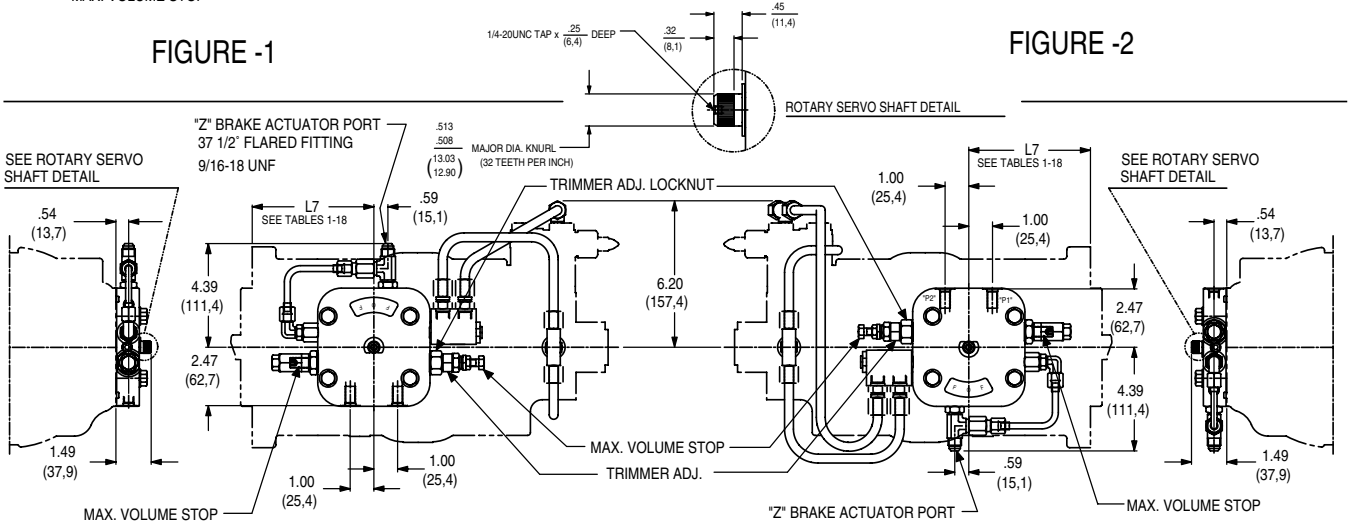 MAX. VOLUME STOP
FIGURE -1
FIGURE -2
1/4-20UNC TAP x .25 (6,4) DEEP
.32
(8,1)
.45
(11,4)
ROTARY SERVO SHAFT DETAIL
.513
.508
(13.03
12.90)
MAJOR DIA. KNURL
(32 TEETH PER INCH)
"Z" BRAKE ACTUATOR PORT
37 1/2° FLARED FITTING
9/16-18 UNF
SEE ROTARY SERVO
SHAFT DETAIL
.54
(13,7)
L7
SEE TABLES 1-18
.59
(15,1)
TRIMMER ADJ. LOCKNUT
4.39
(111,4)
2.47
(62,7)
F O F
1.49
(37,9)
1.00
(25,4)
1.00
(25,4)
MAX. VOLUME STOP
6.20
(157,4)
MAX. VOLUME STOP
TRIMMER ADJ.
L7
SEE TABLES 1-18
1.00
(25,4)
1.00
(25,4)
SEE ROTARY SERVO
SHAFT DETAIL
.54
(13,7)
"P2"
"P1"
2.47
(62,7)
F O F
4.39
(111,4)
.59
(15,1)
1.49
(37,9)
"Z" BRAKE ACTUATOR PORT
MAX. VOLUME STOP